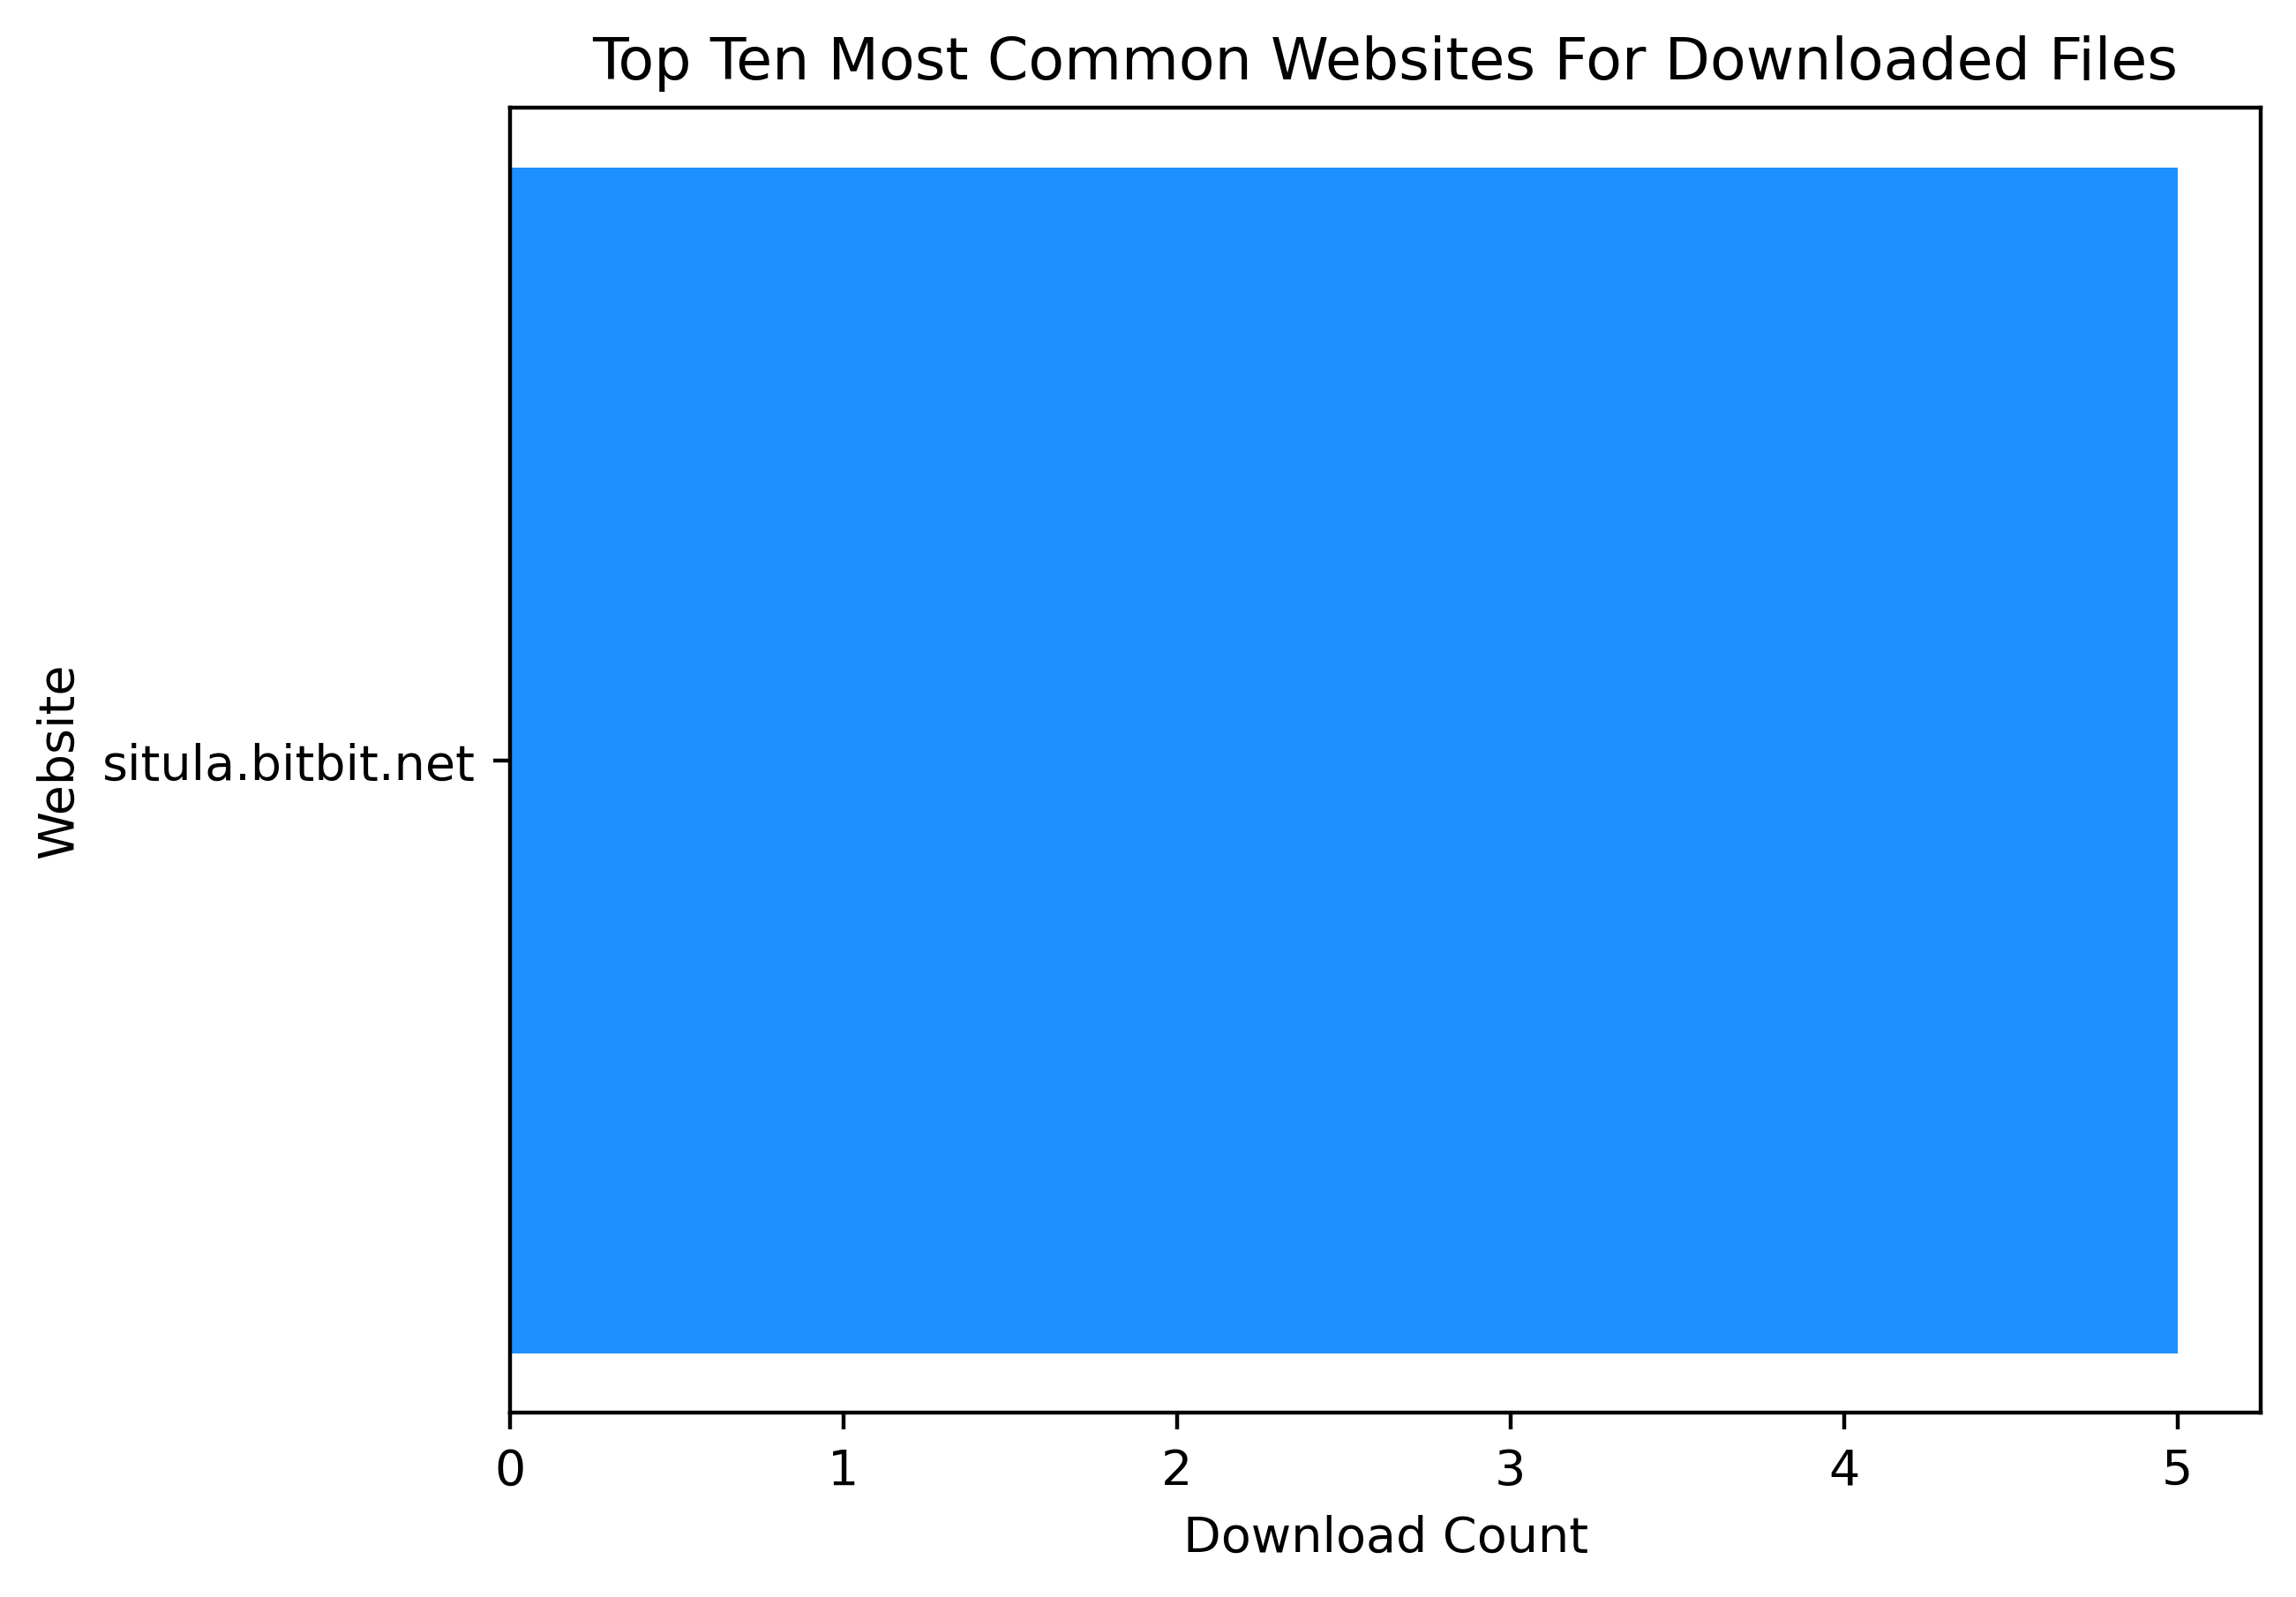 Top Ten Most Common Websites For Downloaded Files
Website
situla.bitbit.net
0 1 2 3 4 5
Download Count